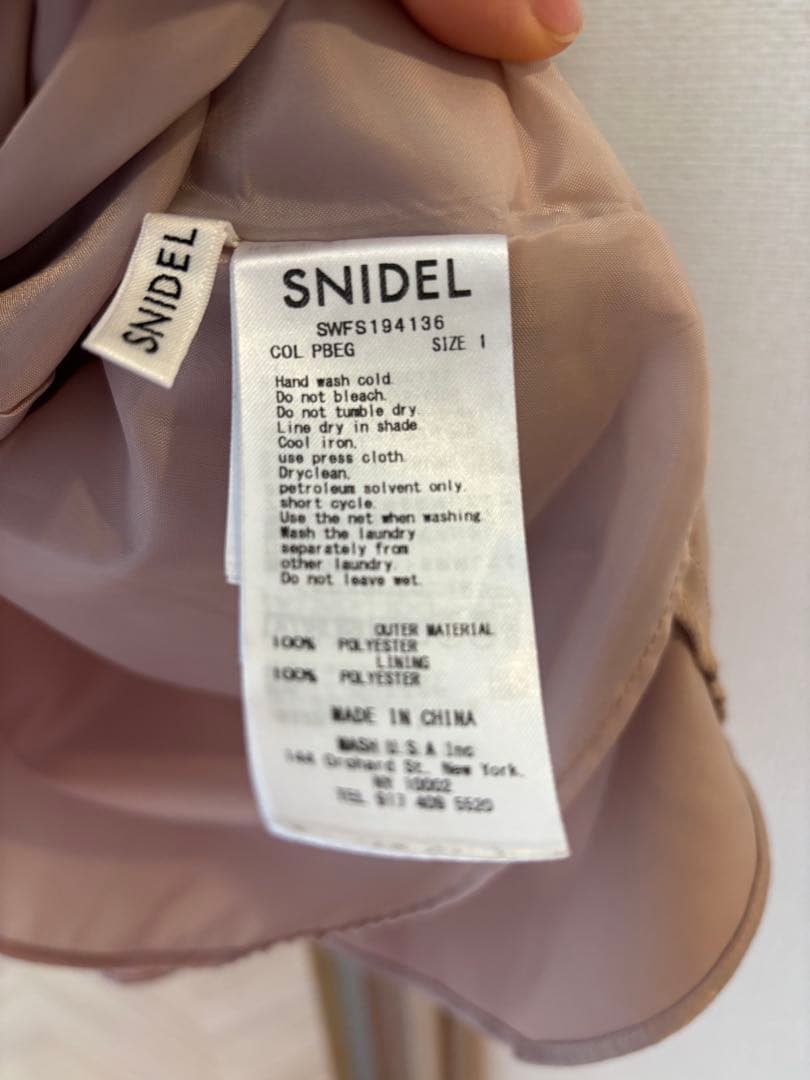 SNIDEL
SNIDEL
SWFS194136
COL PBEG SIZE 1
Hand wash cold.
Do not bleach.
Do not tumble dry.
Line dry in shade.
Cool iron,
use press cloth.
Dryclean,
petroleum solvent only.
short cycle.
Use the net when washing.
Wash the laundry
separately from
other laundry.
Do not leave wet.
OUTER MATERIAL
100% POLYESTER
LINING
100% POLYESTER
MADE IN CHINA
MASH U.S.A Inc
144 Orchard St. New York.
NY 10002
TEL